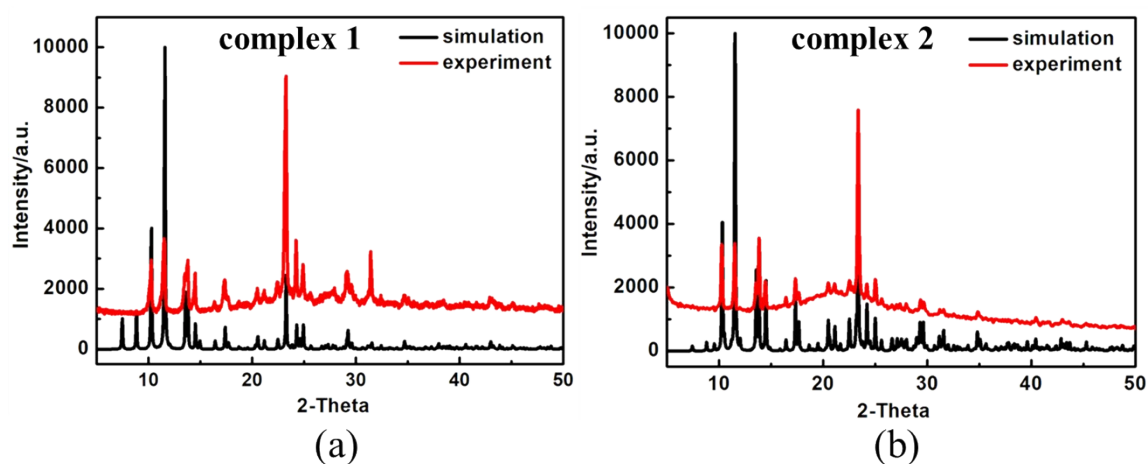 complex 1
simulation
experiment
10000
8000
6000
4000
2000
0
Intensity/a.u.
10
20
30
40
50
2-Theta
(a)
complex 2
simulation
experiment
10000
8000
6000
4000
2000
0
Intensity/a.u.
10
20
30
40
50
2-Theta
(b)